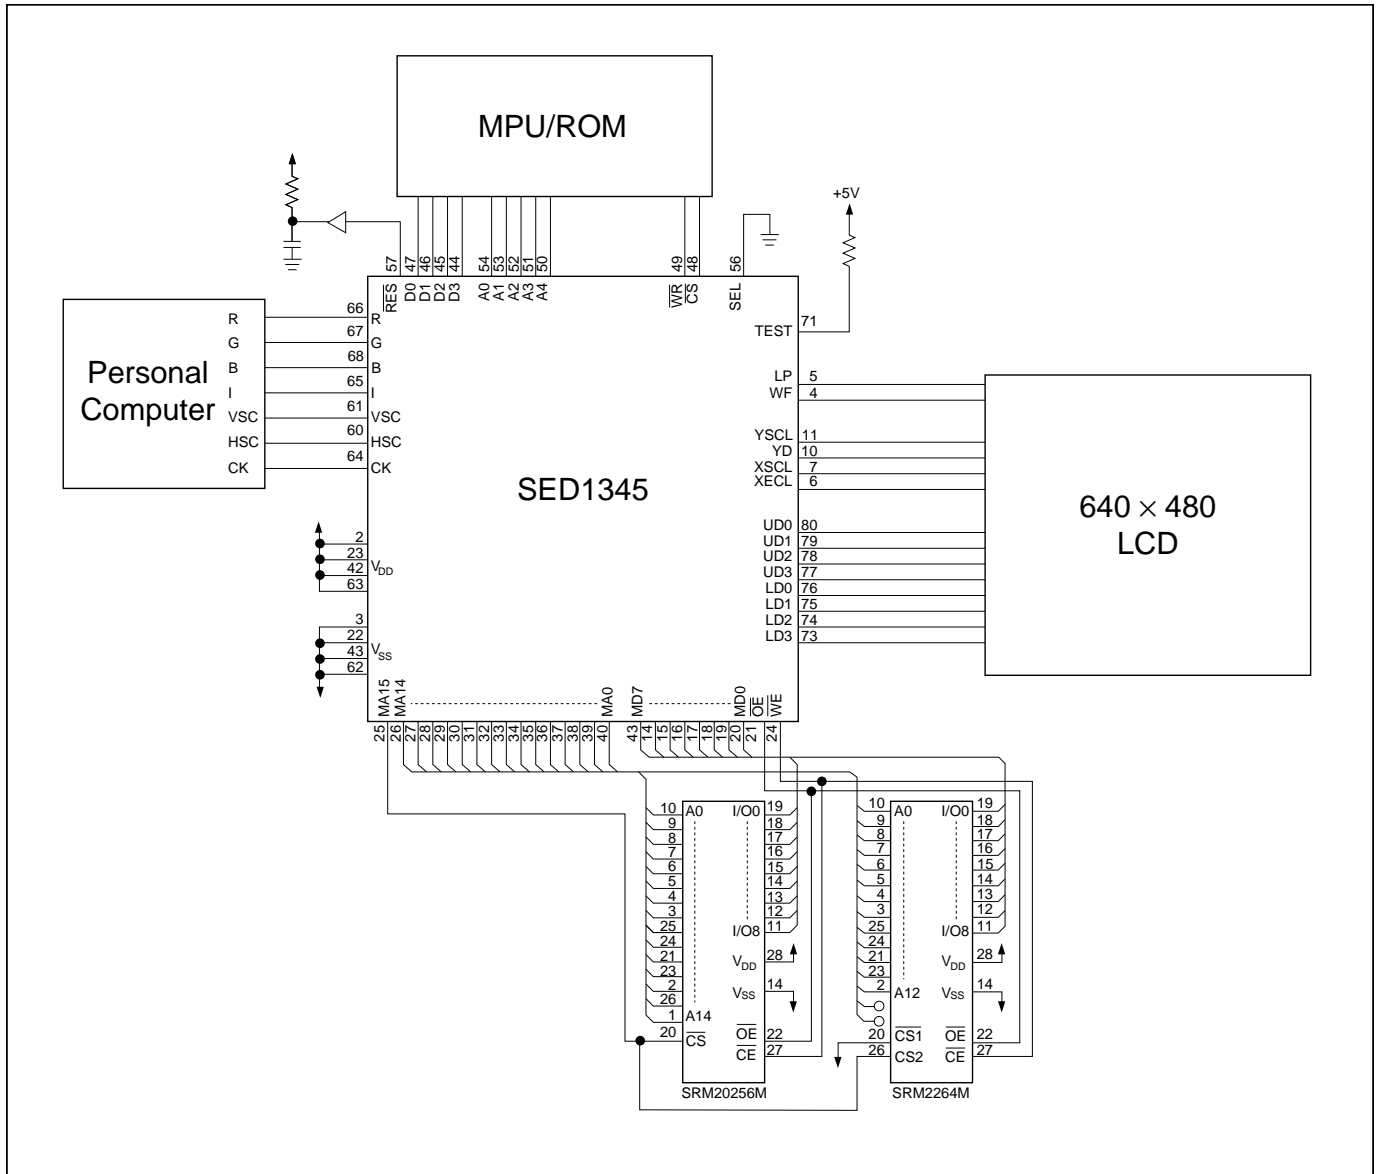 MPU/ROM
+5V
57 47 46 45 44 54 53 52 51 50 49 48 56
RES D0 D1 D2 D3 A0 A1 A2 A3 A4 WR CS SEL
Personal
Computer
R 66 R
G 67 G
B 68 B
I 65 I
VSC 61 VSC
HSC 60 HSC
CK 64 CK
SED1345
TEST 71
LP 5
WF 4
YSCL 11
YD 10
XSCL 7
XECL 6
UD0 80
UD1 79
UD2 78
UD3 77
LD0 76
LD1 75
LD2 74
LD3 73
640 × 480
LCD
2
23
42
63
VDD
3
22
43
62
VSS
MA15 MA14 MA0 MD7 MD0 OE WE
25 26 27 28 29 30 31 32 33 34 35 36 37 38 39 40 43 14 15 16 17 18 19 20 21 24
10 A0
9
8
7
6
5
4
3
25
24
21
23
2
26
1 A14
20 CS
I/O0 19
18
17
16
15
14
13
12
I/O8 11
VDD 28
VSS 14
OE 22
CE 27
SRM20256M
10 A0
9
8
7
6
5
4
3
25
24
21
23
2 A12
20 CS1
26 CS2
I/O0 19
18
17
16
15
14
13
12
I/O8 11
VDD 28
VSS 14
OE 22
CE 27
SRM2264M